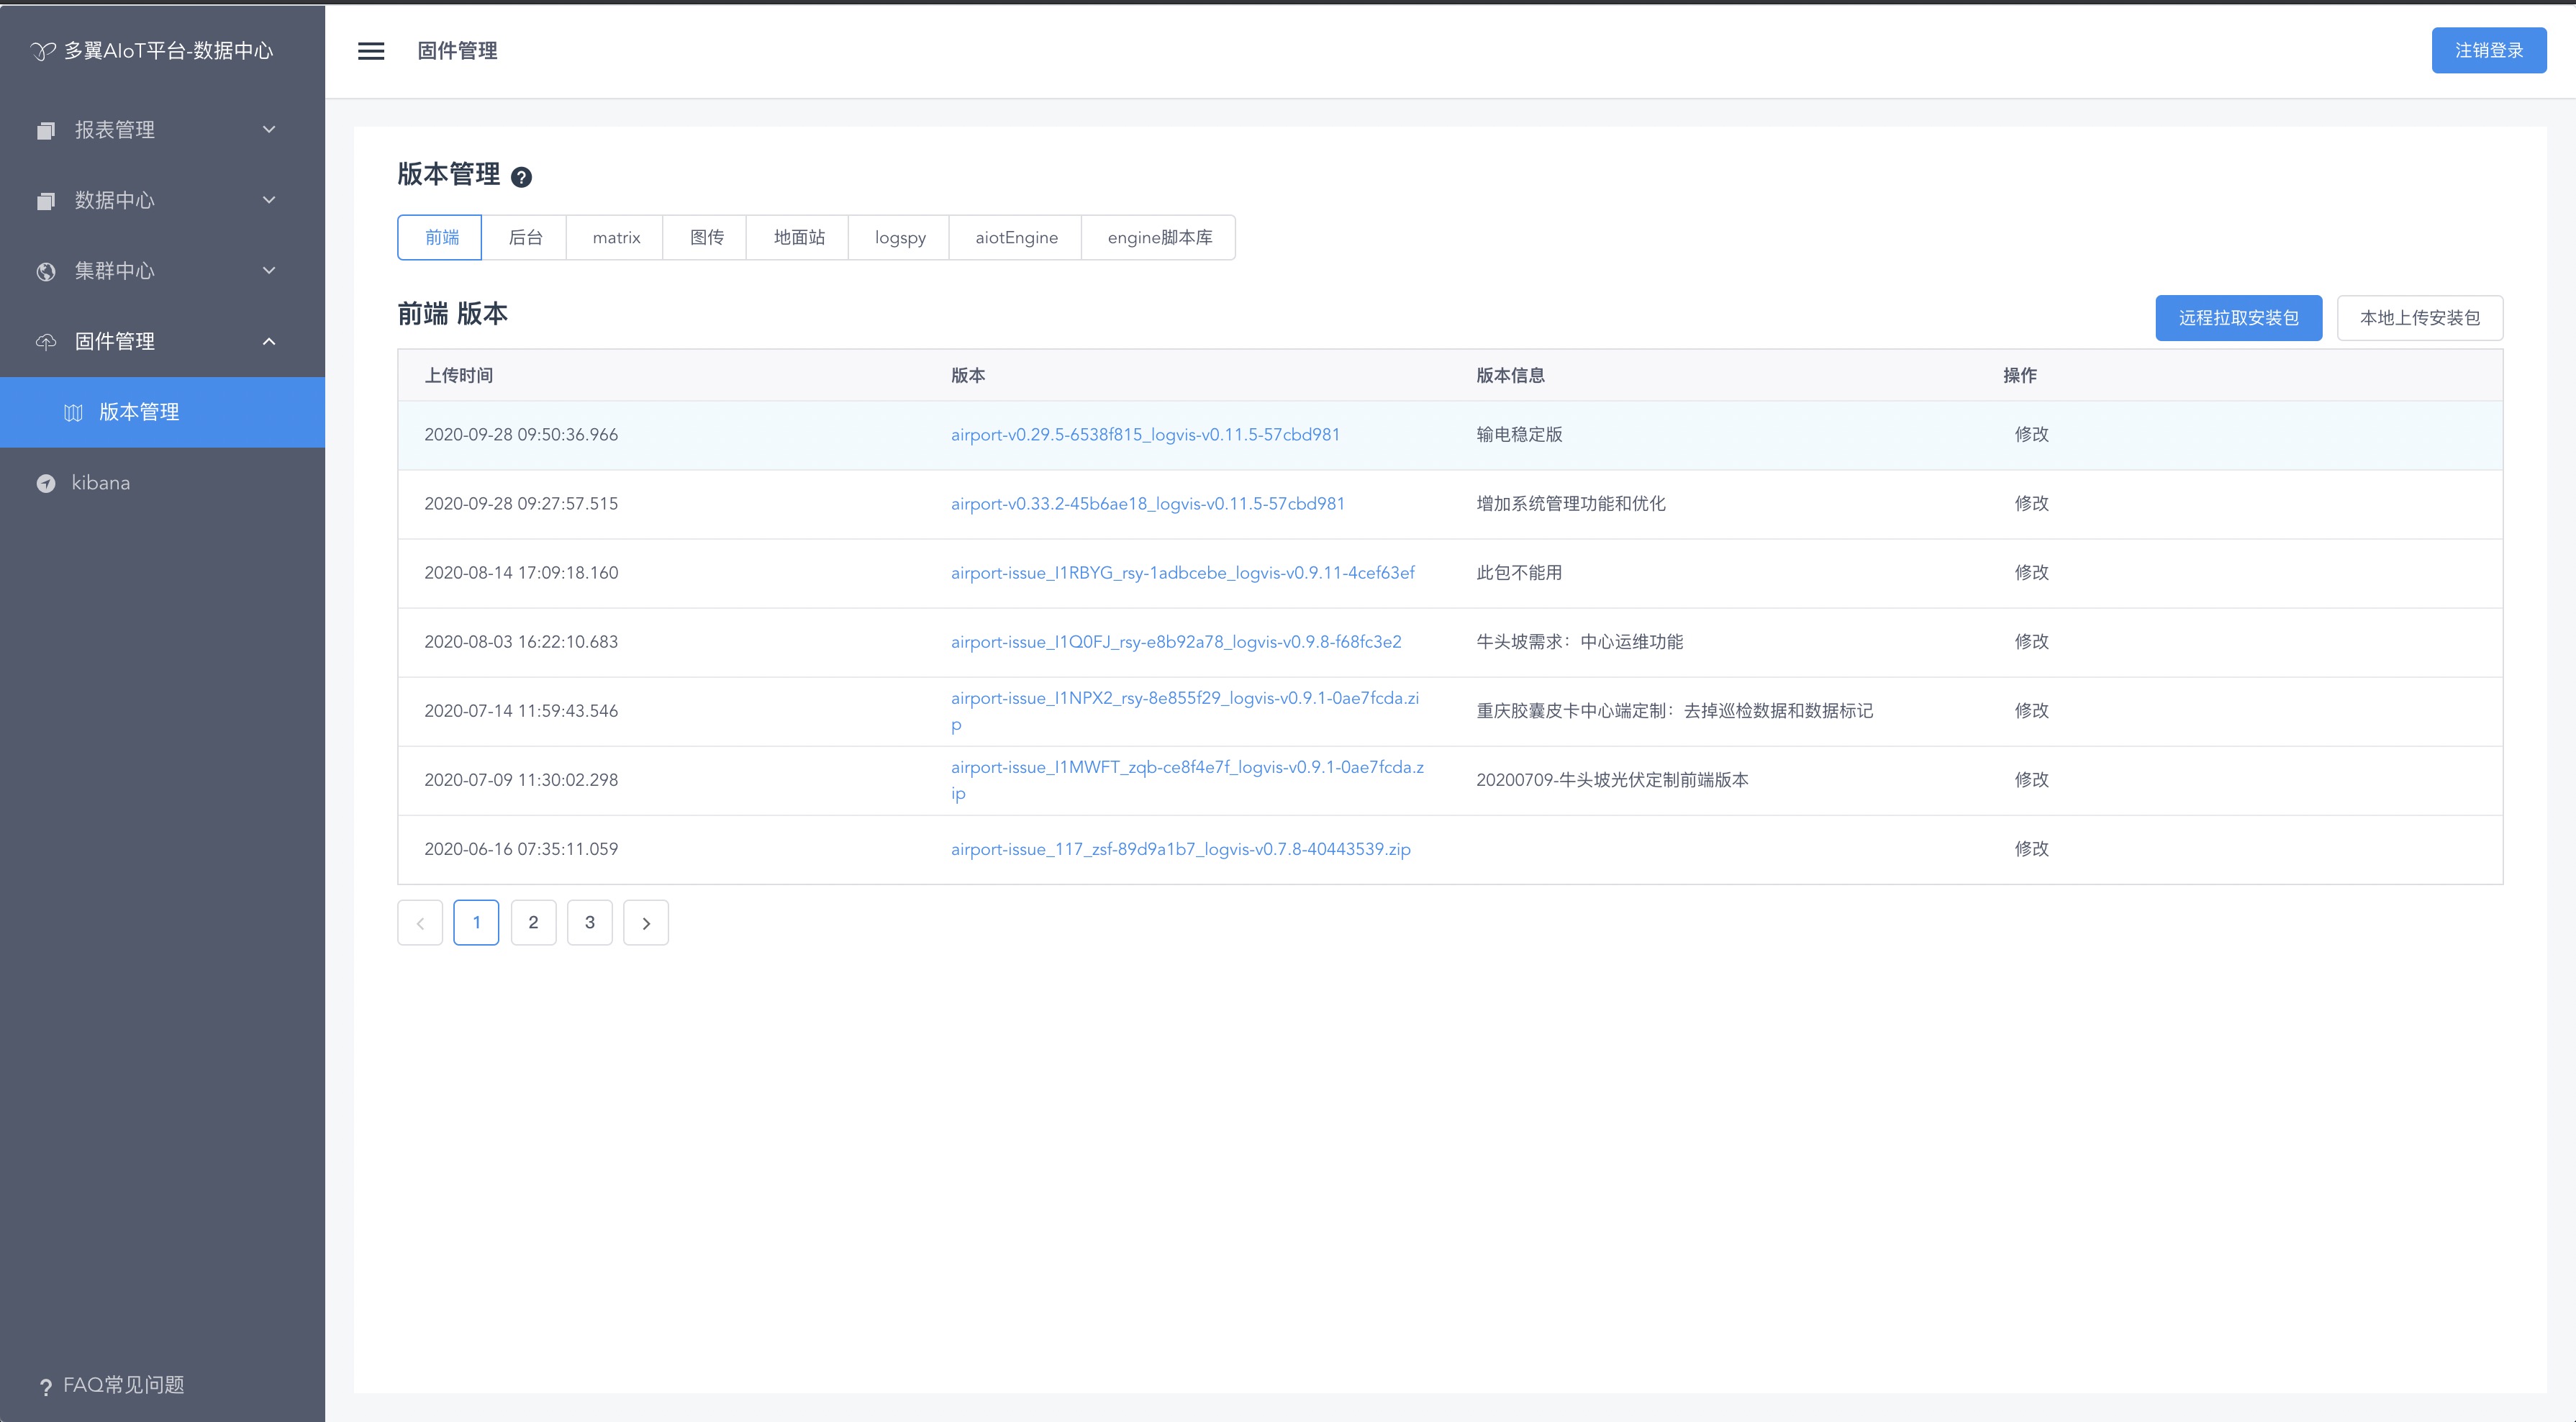 多翼AIoT平台-数据中心
固件管理
注销登录
报表管理
数据中心
集群中心
固件管理
版本管理
kibana
FAQ常见问题
版本管理
前端 后台 matrix 图传 地面站 logspy aiotEngine engine脚本库
前端 版本
远程拉取安装包 本地上传安装包
上传时间 版本 版本信息 操作
2020-09-28 09:50:36.966 airport-v0.29.5-6538f815_logvis-v0.11.5-57cbd981 输电稳定版 修改
2020-09-28 09:27:57.515 airport-v0.33.2-45b6ae18_logvis-v0.11.5-57cbd981 增加系统管理功能和优化 修改
2020-08-14 17:09:18.160 airport-issue_I1RBYG_rsy-1adbcebe_logvis-v0.9.11-4cef63ef 此包不能用 修改
2020-08-03 16:22:10.683 airport-issue_I1Q0FJ_rsy-e8b92a78_logvis-v0.9.8-f68fc3e2 牛头坡需求：中心运维功能 修改
2020-07-14 11:59:43.546 airport-issue_I1NPX2_rsy-8e855f29_logvis-v0.9.1-0ae7fcda.zi
p 重庆胶囊皮卡中心端定制：去掉巡检数据和数据标记 修改
2020-07-09 11:30:02.298 airport-issue_I1MWFT_zqb-ce8f4e7f_logvis-v0.9.1-0ae7fcda.z
ip 20200709-牛头坡光伏定制前端版本 修改
2020-06-16 07:35:11.059 airport-issue_117_zsf-89d9a1b7_logvis-v0.7.8-40443539.zip 修改
1 2 3